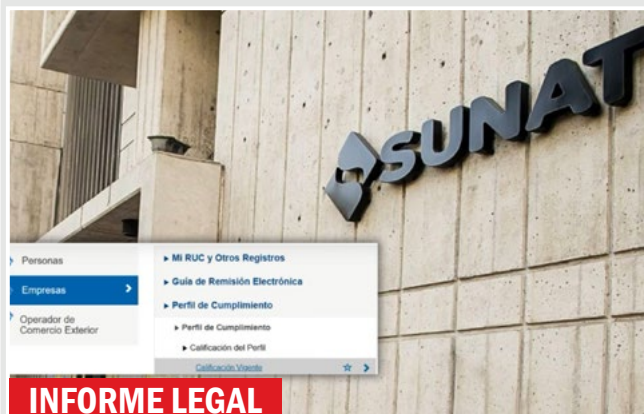 SUNAT
Personas
Empresas
Operador de
Comercio Exterior
▸ Mi RUC y Otros Registros
▸ Guía de Remisión Electrónica
▸ Perfil de Cumplimiento
▸ Perfil de Cumplimiento
▸ Calificación del Perfil
Calificación Vigente
INFORME LEGAL